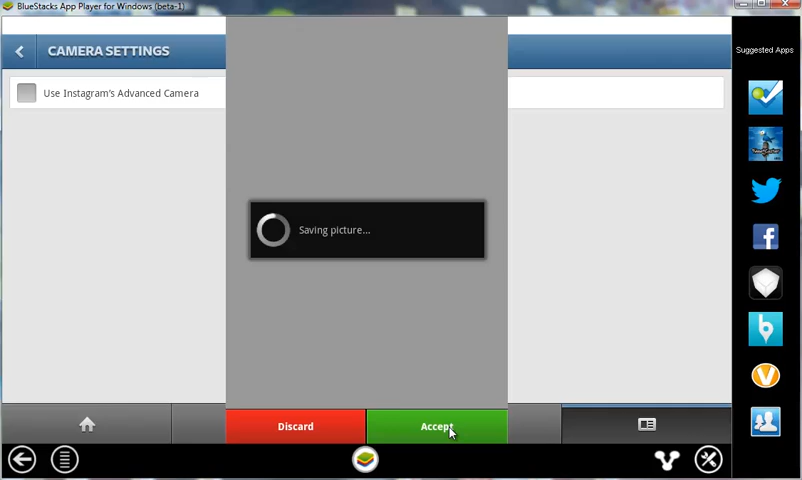 BlueStacks App Player for Windows (beta-1)
CAMERA SETTINGS
Suggested Apps
Use Instagram's Advanced Camera
Saving picture...
Discard
Accept